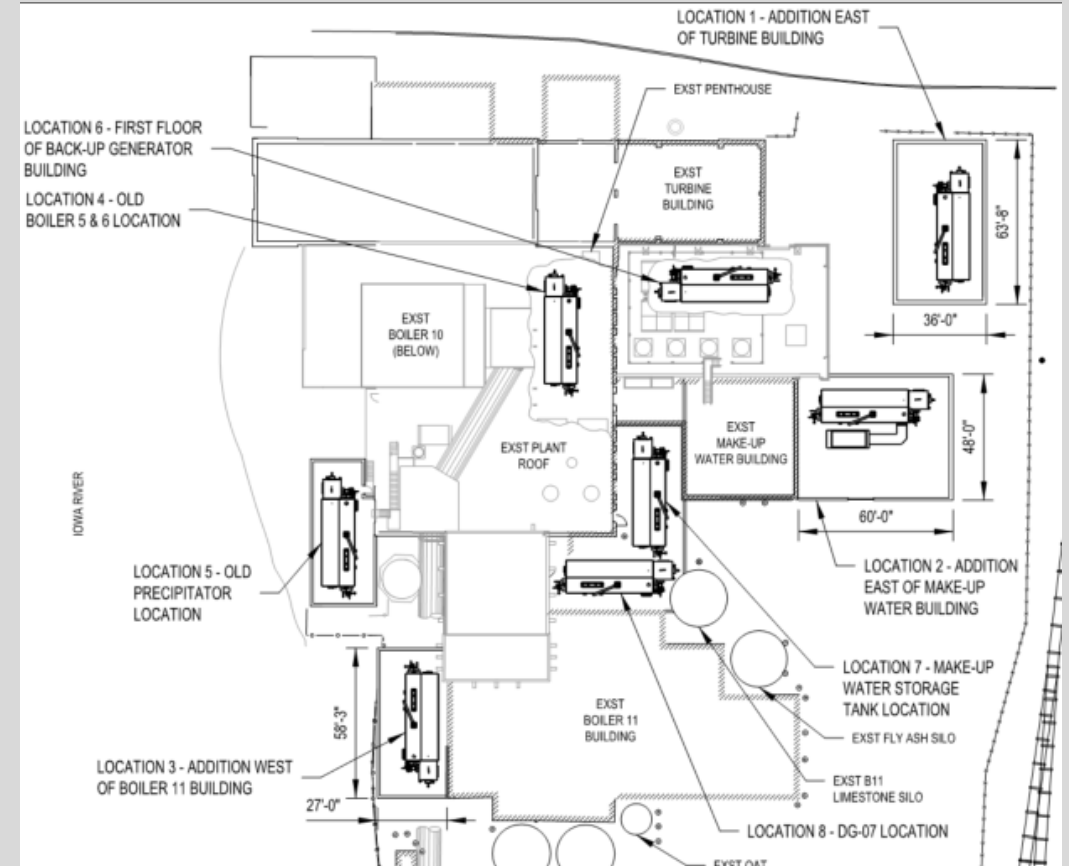 LOCATION 1 - ADDITION EAST
OF TURBINE BUILDING
EXST PENTHOUSE
LOCATION 6 - FIRST FLOOR
OF BACK-UP GENERATOR
BUILDING
EXST
TURBINE
BUILDING
LOCATION 4 - OLD
BOILER 5 & 6 LOCATION
63'-8"
36'-0"
EXST
BOILER 10
(BELOW)
EXST
MAKE-UP
WATER BUILDING
48'-0"
EXST PLANT
ROOF
IOWA RIVER
60'-0"
LOCATION 5 - OLD
PRECIPITATOR
LOCATION
LOCATION 2 - ADDITION
EAST OF MAKE-UP
WATER BUILDING
LOCATION 7 - MAKE-UP
WATER STORAGE
TANK LOCATION
58'-3"
EXST
BOILER 11
BUILDING
EXST FLY ASH SILO
LOCATION 3 - ADDITION WEST
OF BOILER 11 BUILDING
EXST B11
LIMESTONE SILO
27'-0"
LOCATION 8 - DG-07 LOCATION
EXST OAT